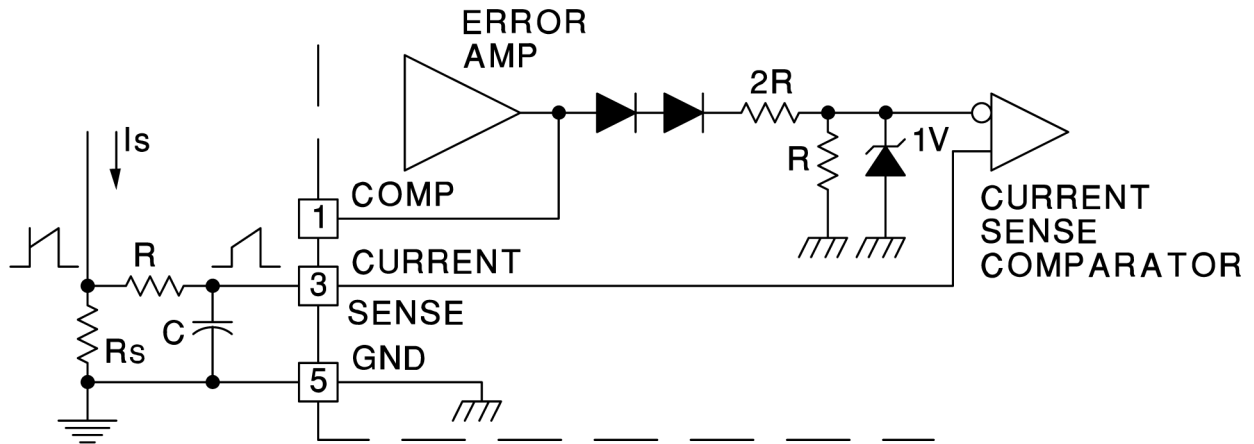 ERROR
AMP
2R
Is
R
1V
COMP
1
CURRENT
SENSE
COMPARATOR
R
CURRENT
3
SENSE
C
Rs
GND
5